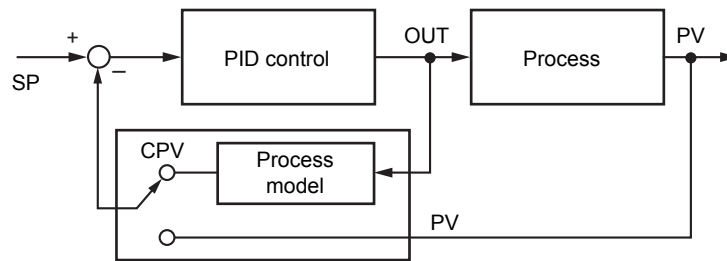 +
SP
−
PID control
OUT
Process
PV
CPV
Process
model
PV